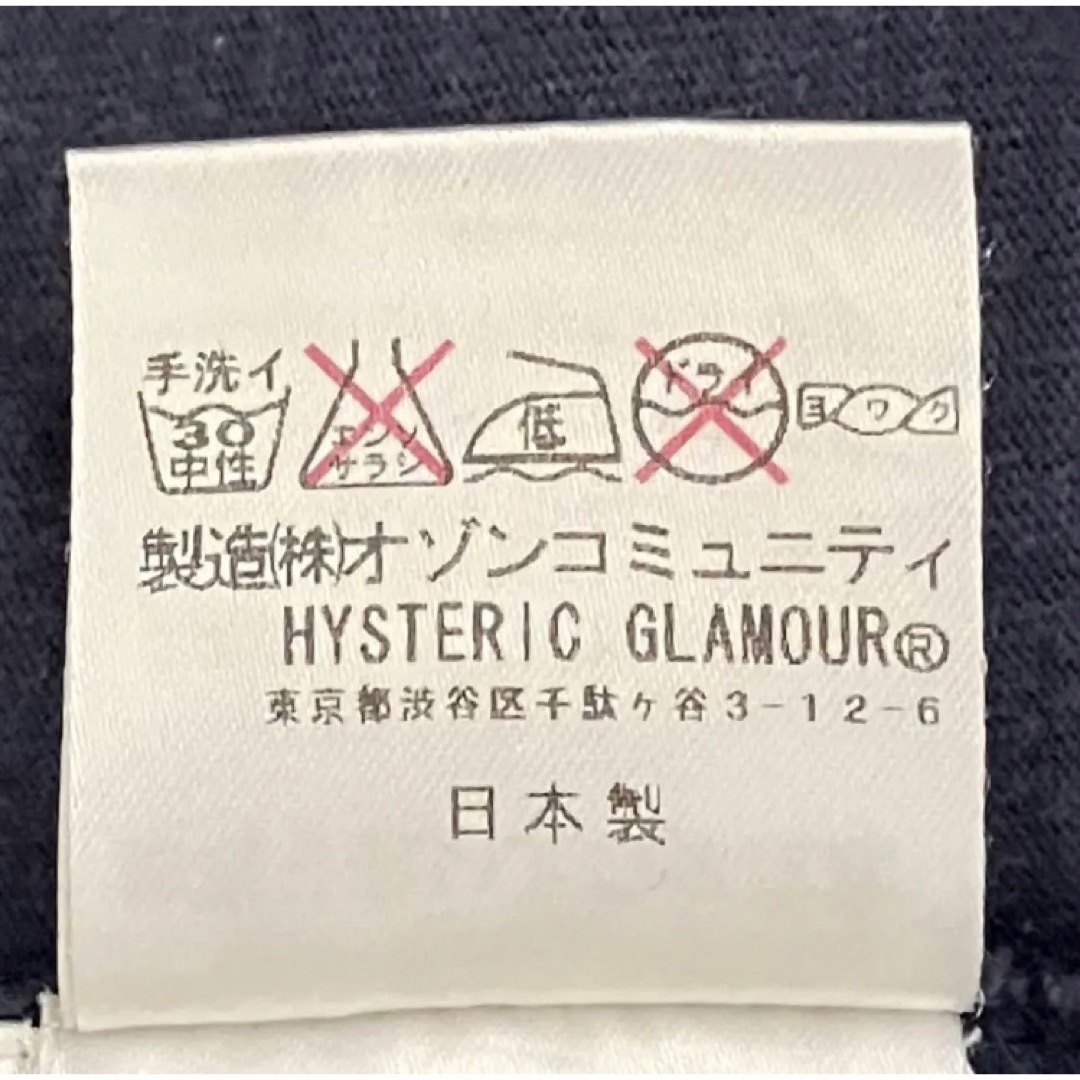 手洗イ
30
中性
エンソ
サラシ
低
ドライ
ヨワク
製造(株)オゾンコミュニティ
HYSTERIC GLAMOUR®
東京都渋谷区千駄ヶ谷3-12-6
日本製